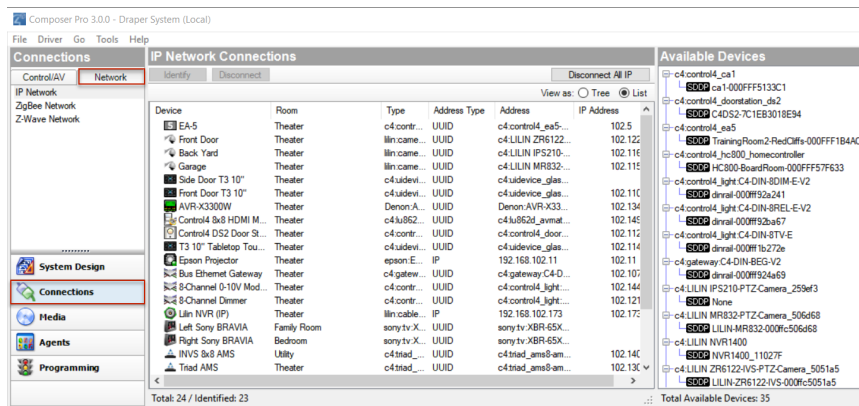 Composer Pro 3.0.0 - Draper System (Local)
File Driver Go Tools Help
Connections
Control/AV Network
IP Network
ZigBee Network
Z-Wave Network
System Design
Connections
Media
Agents
Programming
IP Network Connections
Identify Disconnect Disconnect All IP
View as: Tree List
Device Room Type Address Type Address IP Address
EA-5 Theater c4:contr... UUID c4:control4_ea5-... 102.5
Front Door Theater lilin:came... UUID c4:LILIN ZR6122... 102.122
Back Yard Theater lilin:came... UUID c4:LILIN IPS210-... 102.116
Garage Theater lilin:came... UUID c4:LILIN MR832-... 102.115
Side Door T3 10" Theater c4:uidevi... UUID c4:uidevice_glas...
Front Door T3 10" Theater c4:uidevi... UUID c4:uidevice_glas... 102.110
AVR-X3300W Theater Denon:A... UUID Denon:AVR-X33... 102.134
Control4 8x8 HDMI M... Theater c4:lu862... UUID c4:lu862d_avmat... 102.145
Control4 DS2 Door St... Theater c4:contr... UUID c4:control4_door... 102.112
T3 10" Tabletop Tou... Theater c4:uidevi... UUID c4:uidevice_glas... 102.114
Epson Projector Theater epson:E... IP 192.168.102.11 102.11
Bus Ethernet Gateway Theater c4:gatew... UUID c4:gateway:C4-D... 102.107
8-Channel 0-10V Mod... Theater c4:contr... UUID c4:control4_light:... 102.144
8-Channel Dimmer Theater c4:contr... UUID c4:control4_light:... 102.121
Lilin NVR (IP) Theater lilin:cable... IP 192.168.102.173 102.173
Left Sony BRAVIA Family Room sony:tv:X... UUID sony:tv:XBR-65X...
Right Sony BRAVIA Bedroom sony:tv:X... UUID sony:tv:XBR-65X...
INVS 8x8 AMS Utility c4:triad_... UUID c4:triad_ams8-am... 102.140
Triad AMS Theater c4:triad_... UUID c4:triad_ams8-am... 102.130
Total: 24 / Identified: 23
Available Devices
c4:control4_ca1
SDDP ca1-000FFF5133C1
c4:control4_doorstation_ds2
SDDP C4DS2-7C1EB3018E94
c4:control4_ea5
SDDP TrainingRoom2-RedCliffs-000FFF1B4AC
c4:control4_hc800_homecontroller
SDDP HC800-BoardRoom-000FFF57F633
c4:control4_light:C4-DIN-8DIM-E-V2
SDDP dinrail-000fff92a241
c4:control4_light:C4-DIN-8REL-E-V2
SDDP dinrail-000fff92ba67
c4:control4_light:C4-DIN-8TV-E
SDDP dinrail-000fff1b272e
c4:gateway:C4-DIN-BEG-V2
SDDP dinrail-000fff924a69
c4:LILIN IPS210-PTZ-Camera_259ef3
SDDP None
c4:LILIN MR832-PTZ-Camera_506d68
SDDP LILIN-MR832-000ffc506d68
c4:LILIN NVR1400
SDDP NVR1400_11027F
c4:LILIN ZR6122-IVS-PTZ-Camera_5051a5
SDDP LILIN-ZR6122-IVS-000ffc5051a5
Total Available Devices: 35